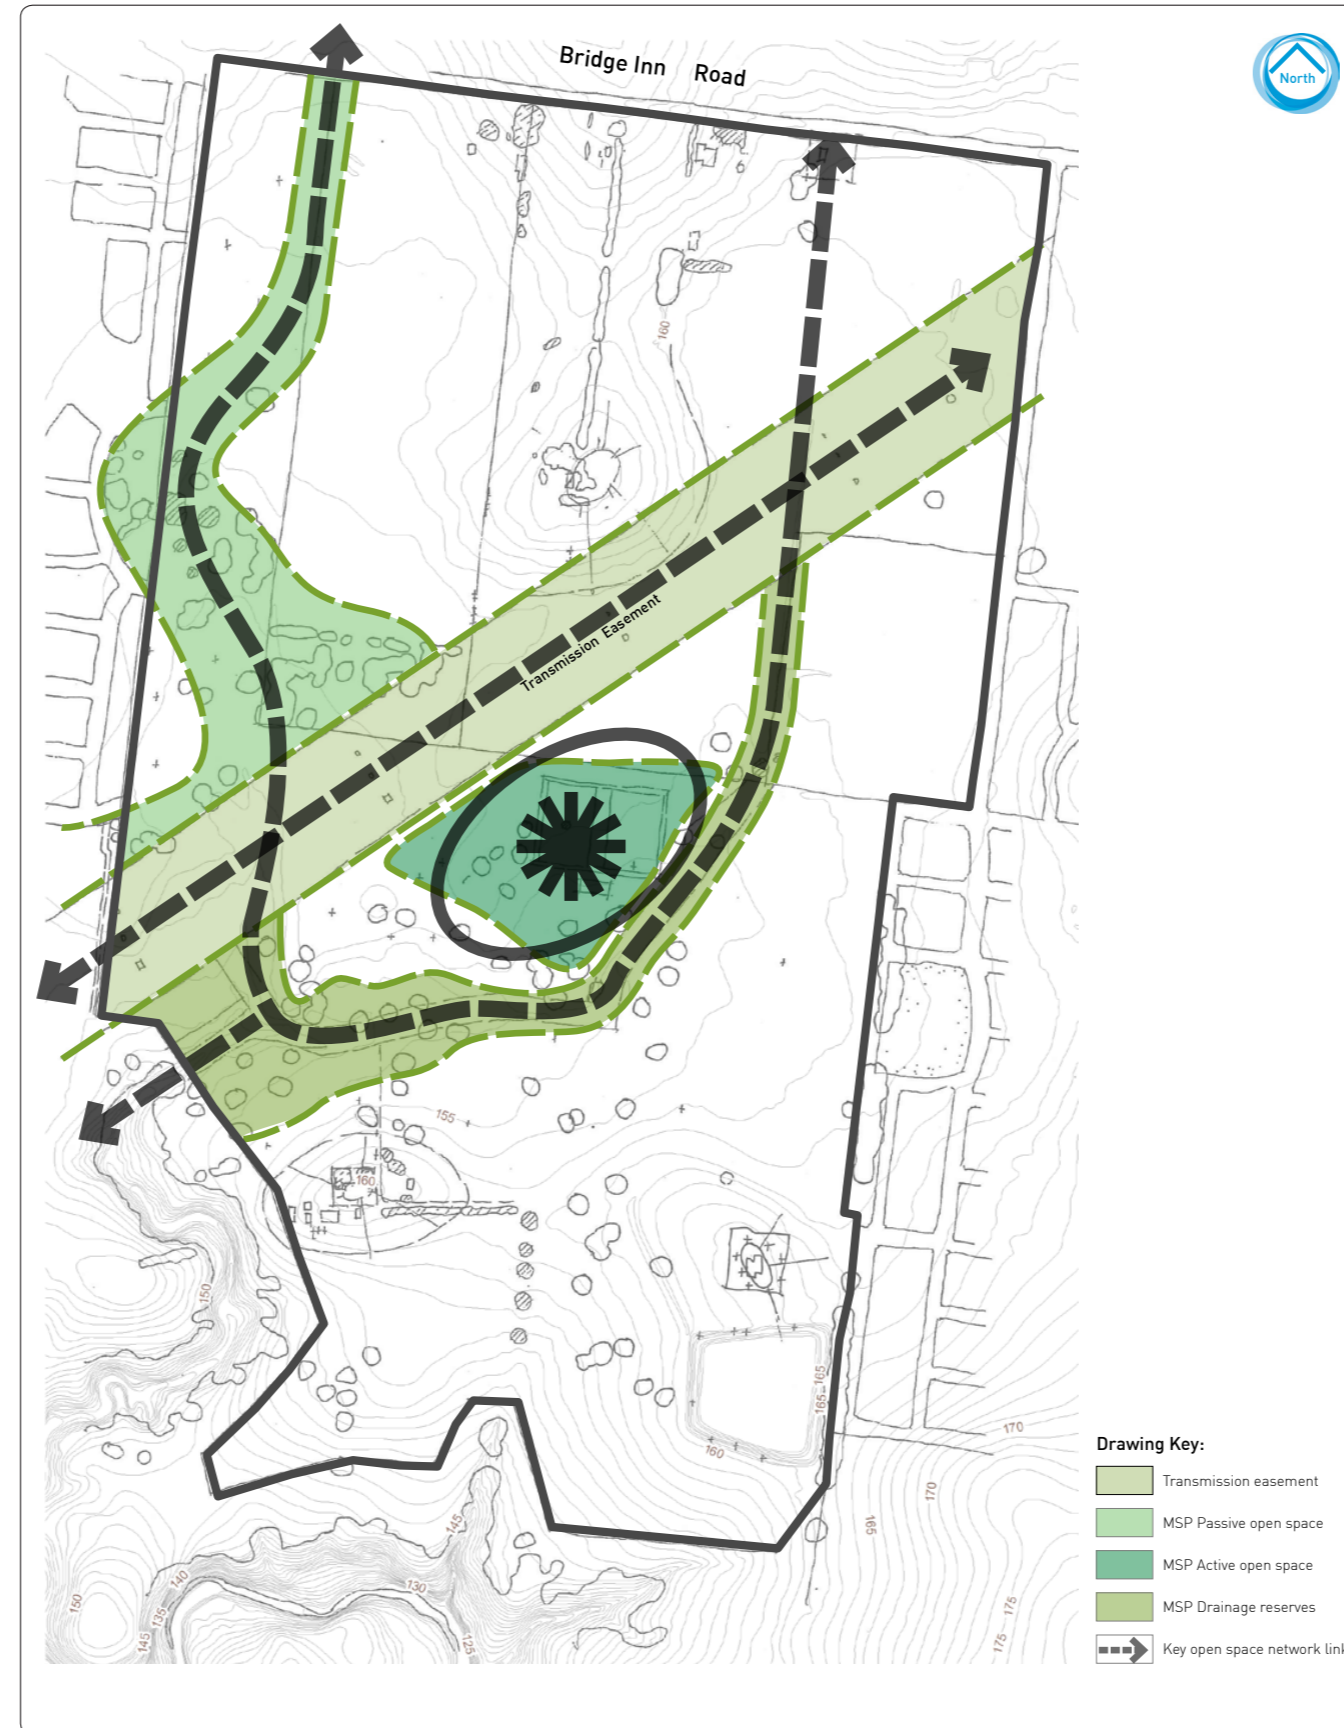 Bridge Inn Road
North
160
Transmission Easement
155
160
150
165
165
160
170
170
165
145
140
130
150
135
145
125
175
175
Drawing Key:
Transmission easement
MSP Passive open space
MSP Active open space
MSP Drainage reserves
Key open space network link